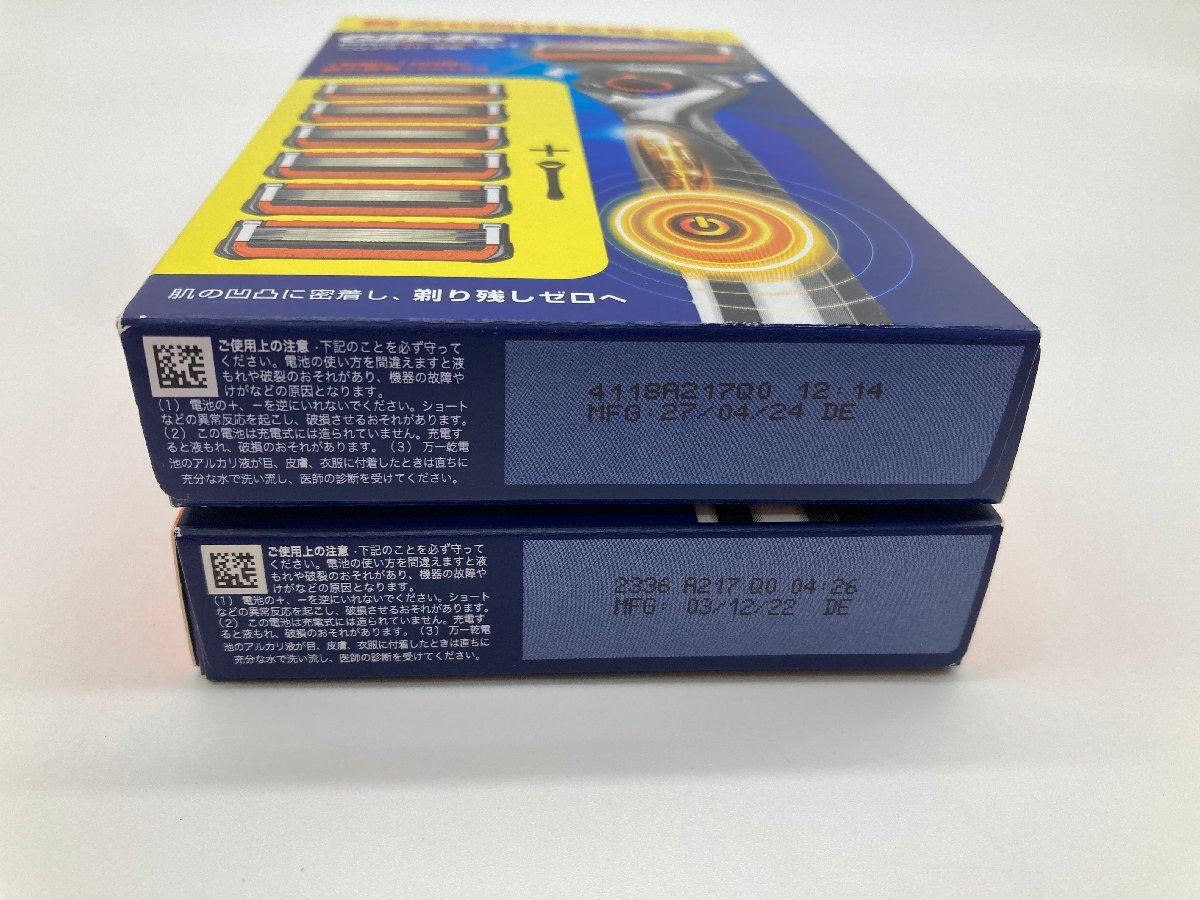 肌の凹凸に密着し、剃り残しゼロへ
ご使用上の注意・下記のことを必ず守って
ください。電池の使い方を間違えますと液
もれや破裂のおそれがあり、機器の故障や
けがなどの原因となります。
(1) 電池の+、-を逆にいれないでください。ショート
などの異常反応を起こし、破損させるおそれがあります。
(2) この電池は充電式には造られていません。充電す
ると液もれ、破損のおそれがあります。(3) 万一乾電
池のアルカリ液が目、皮膚、衣服に付着したときは直ちに
充分な水で洗い流し、医師の診断を受けてください。
4118A217Q0 12:14
MFG 27/04/24 DE
ご使用上の注意・下記のことを必ず守って
ください。電池の使い方を間違えますと液
もれや破裂のおそれがあり、機器の故障や
けがなどの原因となります。
(1) 電池の+、-を逆にいれないでください。ショート
などの異常反応を起こし、破損させるおそれがあります。
(2) この電池は充電式には造られていません。充電す
ると液もれ、破損のおそれがあります。(3) 万一乾電
池のアルカリ液が目、皮膚、衣服に付着したときは直ちに
充分な水で洗い流し、医師の診断を受けてください。
2336 A217 Q0 04:26
MFG 03/12/22 DE